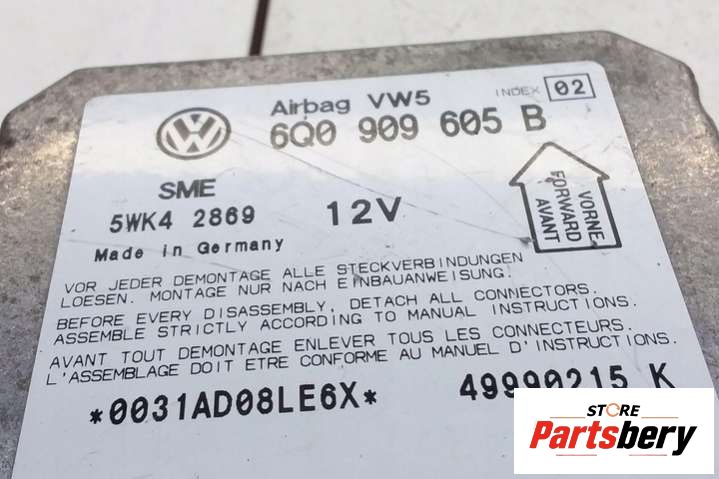 Airbag VW5 INDEX 02
6Q0 909 605 B
SME
5WK4 2869 12V
Made in Germany
VORNE
FORWARD
AVANT
VOR JEDER DEMONTAGE ALLE STECKVERBINDUNGEN
LOESEN. MONTAGE NUR NACH EINBAUANWEISUNG.
BEFORE EVERY DISASSEMBLY, DETACH ALL CONNECTORS.
ASSEMBLE STRICTLY ACCORDING TO MANUAL INSTRUCTIONS.
AVANT TOUT DEMONTAGE ENLEVER TOUS LES CONNECTEURS.
L'ASSEMBLAGE DOIT ETRE CONFORME AU MANUEL D'INSTRUCTIONS.
*0031AD08LE6X* 49990215 K
STORE
Partsbery